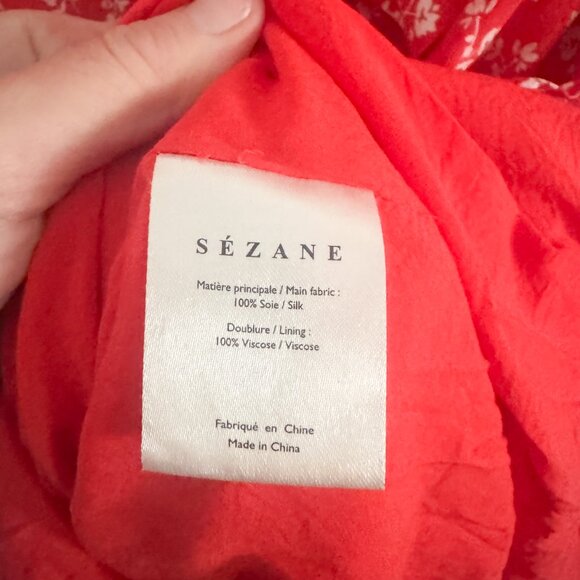 SÉZANE
Matière principale / Main fabric :
100% Soie / Silk
Doublure / Lining :
100% Viscose / Viscose
Fabriqué en Chine
Made in China